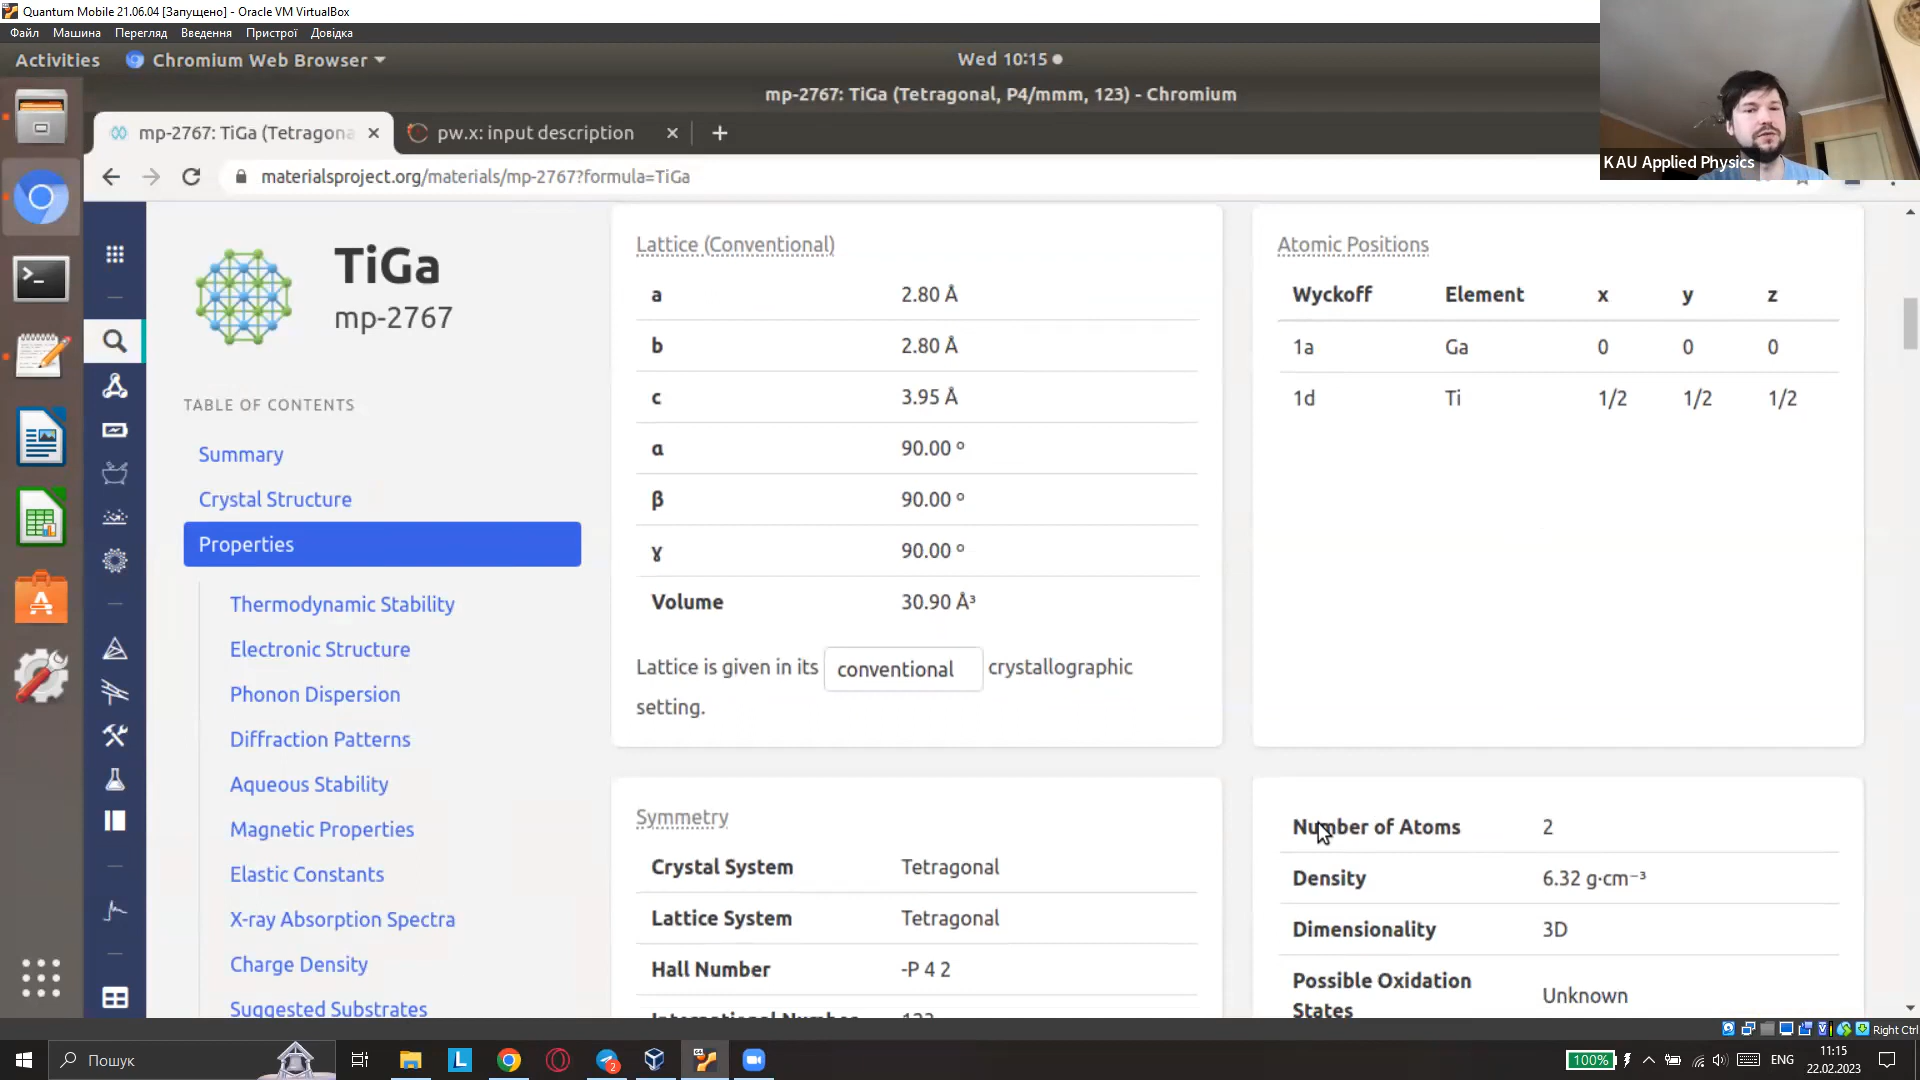 Quantum Mobile 21.06.04 [Запущено] - Oracle VM VirtualBox
Файл Машина Перегляд Введення Пристрої Довідка
Activities Chromium Web Browser Wed 10:15
mp-2767: TiGa (Tetragonal, P4/mmm, 123) - Chromium
mp-2767: TiGa (Tetragona pw.x: input description
materialsproject.org/materials/mp-2767?formula=TiGa
KAU Applied Physics
TiGa
mp-2767
TABLE OF CONTENTS
Summary
Crystal Structure
Properties
Thermodynamic Stability
Electronic Structure
Phonon Dispersion
Diffraction Patterns
Aqueous Stability
Magnetic Properties
Elastic Constants
X-ray Absorption Spectra
Charge Density
Suggested Substrates
Lattice (Conventional)
a 2.80 Å
b 2.80 Å
c 3.95 Å
α 90.00 º
β 90.00 º
ɣ 90.00 º
Volume 30.90 Å³
Lattice is given in its conventional crystallographic
setting.
Atomic Positions
Wyckoff Element x y z
1a Ga 0 0 0
1d Ti 1/2 1/2 1/2
Symmetry
Crystal System Tetragonal
Lattice System Tetragonal
Hall Number -P 4 2
International Number 123
Number of Atoms 2
Density 6.32 g·cm⁻³
Dimensionality 3D
Possible Oxidation
States Unknown
Right Ctrl
Пошук
L
2
100%
ENG
11:15
22.02.2023